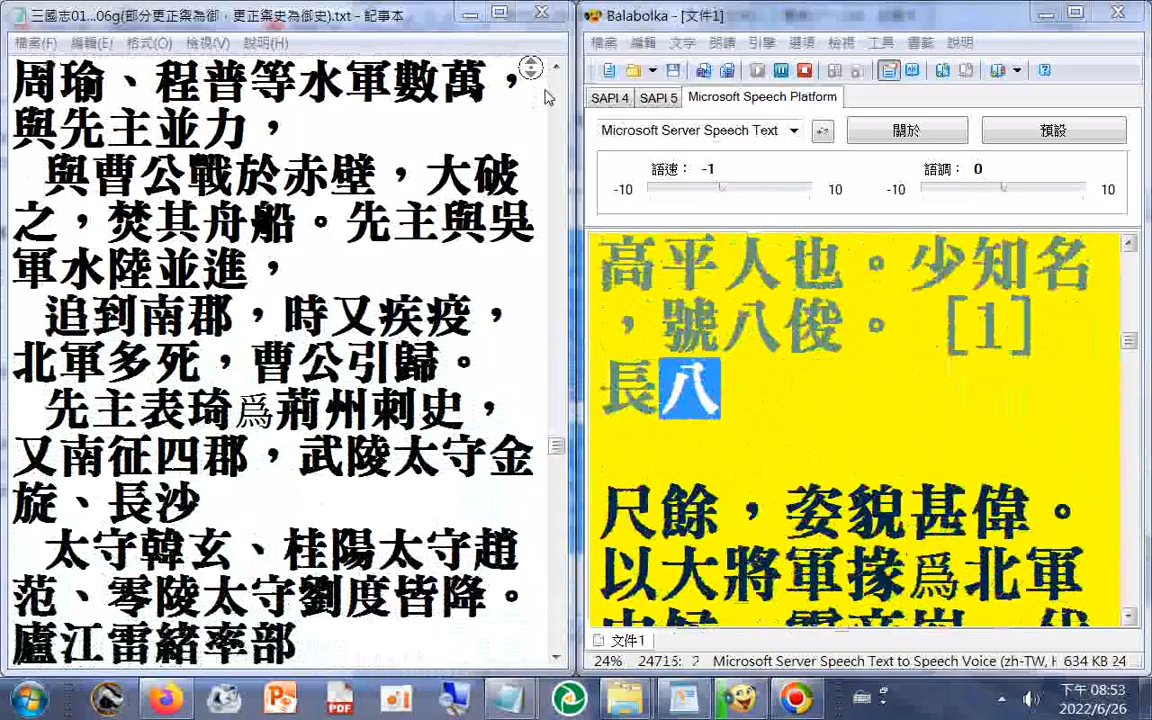 三國志01...06g(部分更正禦為御，更正禦史為御史).txt - 記事本
檔案(F) 編輯(E) 格式(O) 檢視(V) 說明(H)
周瑜、程普等水軍數萬，
與先主並力，
與曹公戰於赤壁，大破
之，焚其舟船。先主與吳
軍水陸並進，
追到南郡，時又疾疫，
北軍多死，曹公引歸。
先主表琦爲荊州刺史，
又南征四郡，武陵太守金
旋、長沙
太守韓玄、桂陽太守趙
范、零陵太守劉度皆降。
廬江雷緒率部
Balabolka - [文件1]
檔案 編輯 文字 朗讀 引擎 選項 檢視 工具 書籤 說明
SAPI 4 SAPI 5 Microsoft Speech Platform
Microsoft Server Speech Text 關於 預設
語速： -1 語調： 0
-10 10 -10 10
高平人也。少知名
，號八俊。 [1]
長八
尺餘，姿貌甚偉。
以大將軍掾爲北軍
文件1
24% 24715: Microsoft Server Speech Text to Speech Voice (zh-TW, H 634 KB 24
PDF
下午 08:53
2022/6/26